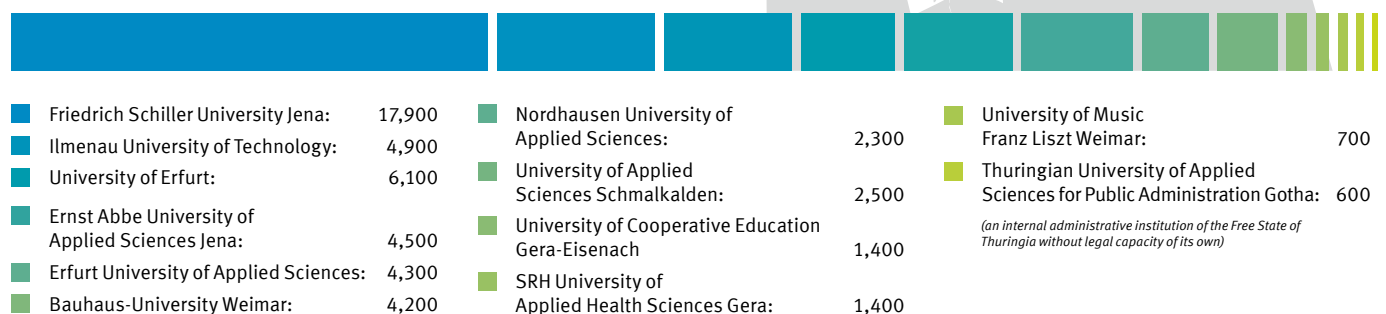 Friedrich Schiller University Jena: 17,900
Ilmenau University of Technology: 4,900
University of Erfurt: 6,100
Ernst Abbe University of
Applied Sciences Jena: 4,500
Erfurt University of Applied Sciences: 4,300
Bauhaus-University Weimar: 4,200
Nordhausen University of
Applied Sciences: 2,300
University of Applied
Sciences Schmalkalden: 2,500
University of Cooperative Education
Gera-Eisenach 1,400
SRH University of
Applied Health Sciences Gera: 1,400
University of Music
Franz Liszt Weimar: 700
Thuringian University of Applied
Sciences for Public Administration Gotha: 600
(an internal administrative institution of the Free State of
Thuringia without legal capacity of its own)